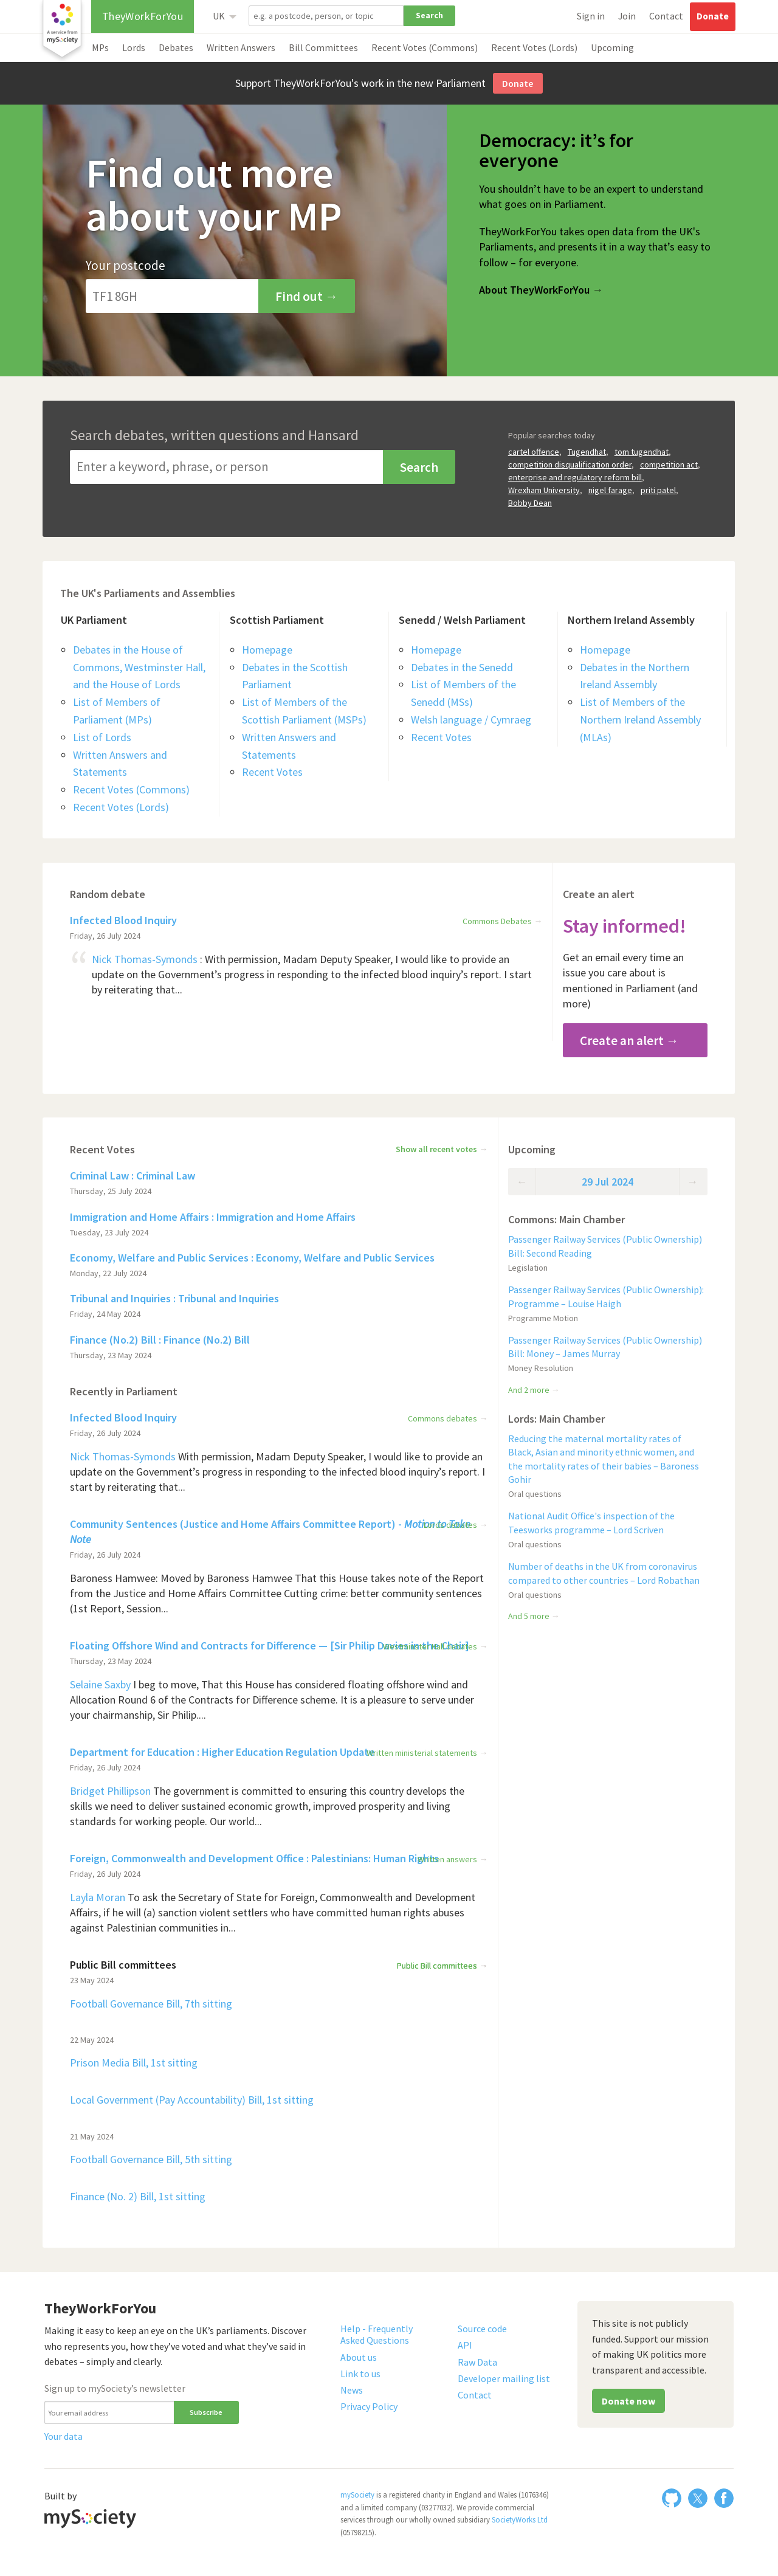 A service from
mySociety
TheyWorkForYou
UK
e.g. a postcode, person, or topic
Search
Sign in
Join
Contact
Donate
MPs
Lords
Debates
Written Answers
Bill Committees
Recent Votes (Commons)
Recent Votes (Lords)
Upcoming
Support TheyWorkForYou's work in the new Parliament
Donate
Find out more
about your MP
Your postcode
TF1 8GH
Find out →
Democracy: it’s for
everyone
You shouldn’t have to be an expert to understand
what goes on in Parliament.
TheyWorkForYou takes open data from the UK's
Parliaments, and presents it in a way that’s easy to
follow – for everyone.
About TheyWorkForYou →
Search debates, written questions and Hansard
Enter a keyword, phrase, or person
Search
Popular searches today
cartel offence, Tugendhat, tom tugendhat,
competition disqualification order, competition act,
enterprise and regulatory reform bill,
Wrexham University, nigel farage, priti patel,
Bobby Dean
The UK's Parliaments and Assemblies
UK Parliament
Debates in the House of
Commons, Westminster Hall,
and the House of Lords
List of Members of
Parliament (MPs)
List of Lords
Written Answers and
Statements
Recent Votes (Commons)
Recent Votes (Lords)
Scottish Parliament
Homepage
Debates in the Scottish
Parliament
List of Members of the
Scottish Parliament (MSPs)
Written Answers and
Statements
Recent Votes
Senedd / Welsh Parliament
Homepage
Debates in the Senedd
List of Members of the
Senedd (MSs)
Welsh language / Cymraeg
Recent Votes
Northern Ireland Assembly
Homepage
Debates in the Northern
Ireland Assembly
List of Members of the
Northern Ireland Assembly
(MLAs)
Random debate
Infected Blood Inquiry
Commons Debates →
Friday, 26 July 2024
Nick Thomas-Symonds : With permission, Madam Deputy Speaker, I would like to provide an
update on the Government’s progress in responding to the infected blood inquiry’s report. I start
by reiterating that...
Create an alert
Stay informed!
Get an email every time an
issue you care about is
mentioned in Parliament (and
more)
Create an alert →
Recent Votes
Show all recent votes →
Criminal Law : Criminal Law
Thursday, 25 July 2024
Immigration and Home Affairs : Immigration and Home Affairs
Tuesday, 23 July 2024
Economy, Welfare and Public Services : Economy, Welfare and Public Services
Monday, 22 July 2024
Tribunal and Inquiries : Tribunal and Inquiries
Friday, 24 May 2024
Finance (No.2) Bill : Finance (No.2) Bill
Thursday, 23 May 2024
Recently in Parliament
Infected Blood Inquiry
Commons debates →
Friday, 26 July 2024
Nick Thomas-Symonds With permission, Madam Deputy Speaker, I would like to provide an
update on the Government’s progress in responding to the infected blood inquiry’s report. I
start by reiterating that...
Community Sentences (Justice and Home Affairs Committee Report) - Motion to Take
Note
Lords debates →
Friday, 26 July 2024
Baroness Hamwee: Moved by Baroness Hamwee That this House takes note of the Report
from the Justice and Home Affairs Committee Cutting crime: better community sentences
(1st Report, Session...
Floating Offshore Wind and Contracts for Difference — [Sir Philip Davies in the Chair]
Westminster Hall debates →
Thursday, 23 May 2024
Selaine Saxby I beg to move, That this House has considered floating offshore wind and
Allocation Round 6 of the Contracts for Difference scheme. It is a pleasure to serve under
your chairmanship, Sir Philip....
Department for Education : Higher Education Regulation Update
Written ministerial statements →
Friday, 26 July 2024
Bridget Phillipson The government is committed to ensuring this country develops the
skills we need to deliver sustained economic growth, improved prosperity and living
standards for working people. Our world...
Foreign, Commonwealth and Development Office : Palestinians: Human Rights
Written answers →
Friday, 26 July 2024
Layla Moran To ask the Secretary of State for Foreign, Commonwealth and Development
Affairs, if he will (a) sanction violent settlers who have committed human rights abuses
against Palestinian communities in...
Public Bill committees
Public Bill committees →
23 May 2024
Football Governance Bill, 7th sitting
22 May 2024
Prison Media Bill, 1st sitting
Local Government (Pay Accountability) Bill, 1st sitting
21 May 2024
Football Governance Bill, 5th sitting
Finance (No. 2) Bill, 1st sitting
Upcoming
← 29 Jul 2024 →
Commons: Main Chamber
Passenger Railway Services (Public Ownership)
Bill: Second Reading
Legislation
Passenger Railway Services (Public Ownership):
Programme – Louise Haigh
Programme Motion
Passenger Railway Services (Public Ownership)
Bill: Money – James Murray
Money Resolution
And 2 more →
Lords: Main Chamber
Reducing the maternal mortality rates of
Black, Asian and minority ethnic women, and
the mortality rates of their babies – Baroness
Gohir
Oral questions
National Audit Office’s inspection of the
Teesworks programme – Lord Scriven
Oral questions
Number of deaths in the UK from coronavirus
compared to other countries – Lord Robathan
Oral questions
And 5 more →
TheyWorkForYou
Making it easy to keep an eye on the UK’s parliaments. Discover
who represents you, how they’ve voted and what they’ve said in
debates – simply and clearly.
Sign up to mySociety’s newsletter
Your email address
Subscribe
Your data
Help - Frequently
Asked Questions
About us
Link to us
News
Privacy Policy
Source code
API
Raw Data
Developer mailing list
Contact
This site is not publicly
funded. Support our mission
of making UK politics more
transparent and accessible.
Donate now
Built by
mySociety
mySociety is a registered charity in England and Wales (1076346)
and a limited company (03277032). We provide commercial
services through our wholly owned subsidiary SocietyWorks Ltd
(05798215).